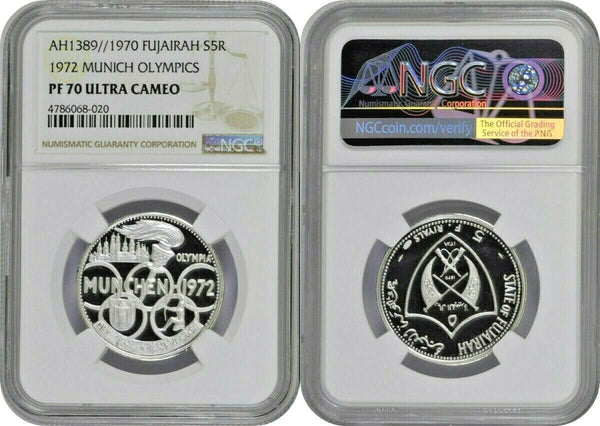 AH1389//1970 FUJAIRAH S5R
1972 MUNICH OLYMPICS
PF 70 ULTRA CAMEO
4786068-020
NUMISMATIC GUARANTY CORPORATION
NGC
OLYMPIA
MUNCHEN 1972
NGC
Numismatic Guaranty Corporation
NGCcoin.com/verify
The Official Grading
Service of the PNG
STATE OF FUJAIRAH
5 F. RIYALS
1970